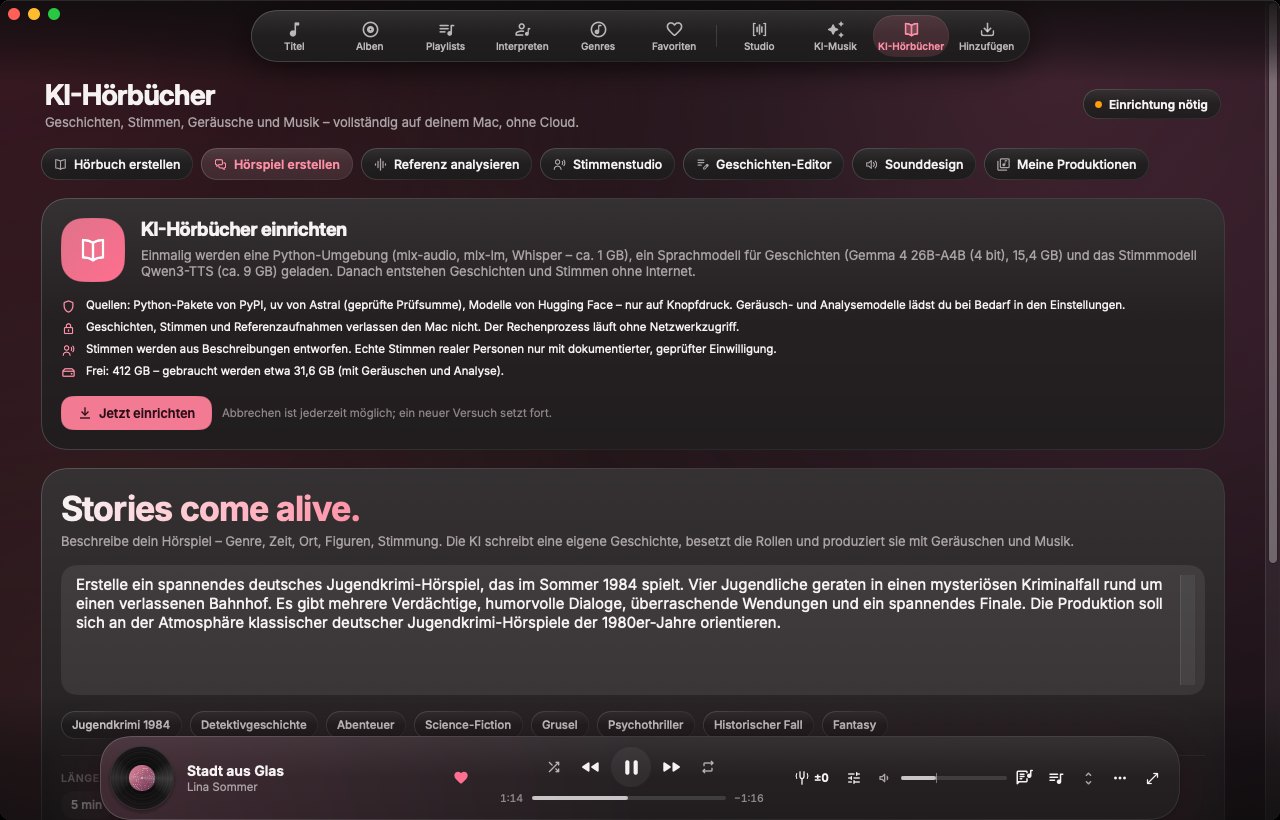 Titel
Alben
Playlists
Interpreten
Genres
Favoriten
Studio
KI-Musik
KI-Hörbücher
Hinzufügen
KI-Hörbücher
Geschichten, Stimmen, Geräusche und Musik – vollständig auf deinem Mac, ohne Cloud.
Einrichtung nötig
Hörbuch erstellen
Hörspiel erstellen
Referenz analysieren
Stimmenstudio
Geschichten-Editor
Sounddesign
Meine Produktionen
KI-Hörbücher einrichten
Einmalig werden eine Python-Umgebung (mlx-audio, mlx-lm, Whisper – ca. 1 GB), ein Sprachmodell für Geschichten (Gemma 4 26B-A4B (4 bit), 15,4 GB) und das Stimmmodell
Qwen3-TTS (ca. 9 GB) geladen. Danach entstehen Geschichten und Stimmen ohne Internet.
Quellen: Python-Pakete von PyPI, uv von Astral (geprüfte Prüfsumme), Modelle von Hugging Face – nur auf Knopfdruck. Geräusch- und Analysemodelle lädst du bei Bedarf in den Einstellungen.
Geschichten, Stimmen und Referenzaufnahmen verlassen den Mac nicht. Der Rechenprozess läuft ohne Netzwerkzugriff.
Stimmen werden aus Beschreibungen entworfen. Echte Stimmen realer Personen nur mit dokumentierter, geprüfter Einwilligung.
Frei: 412 GB – gebraucht werden etwa 31,6 GB (mit Geräuschen und Analyse).
Jetzt einrichten
Abbrechen ist jederzeit möglich; ein neuer Versuch setzt fort.
Stories come alive.
Beschreibe dein Hörspiel – Genre, Zeit, Ort, Figuren, Stimmung. Die KI schreibt eine eigene Geschichte, besetzt die Rollen und produziert sie mit Geräuschen und Musik.
Erstelle ein spannendes deutsches Jugendkrimi-Hörspiel, das im Sommer 1984 spielt. Vier Jugendliche geraten in einen mysteriösen Kriminalfall rund um
einen verlassenen Bahnhof. Es gibt mehrere Verdächtige, humorvolle Dialoge, überraschende Wendungen und ein spannendes Finale. Die Produktion soll
sich an der Atmosphäre klassischer deutscher Jugendkrimi-Hörspiele der 1980er-Jahre orientieren.
Jugendkrimi 1984
Detektivgeschichte
Abenteuer
Science-Fiction
Grusel
Psychothriller
Historischer Fall
Fantasy
LÄNGE
5 min
Stadt aus Glas
Lina Sommer
1:14
−1:16
±0